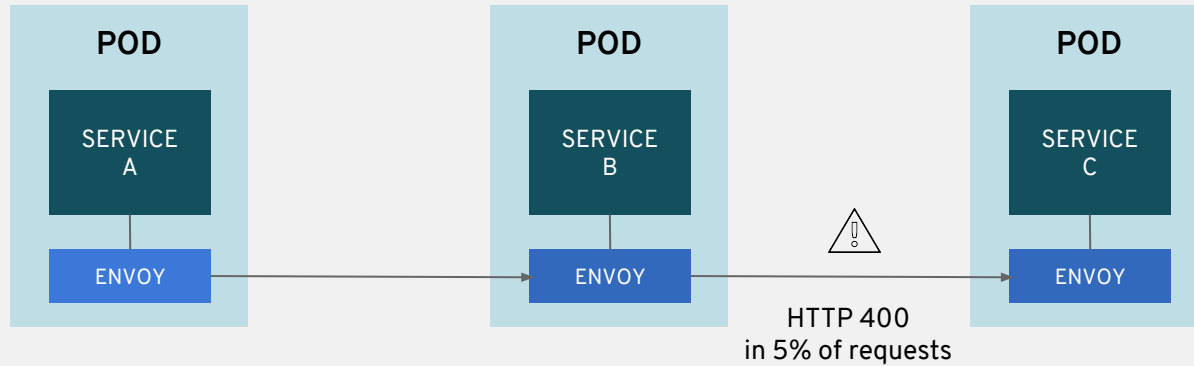 POD
POD
POD
SERVICE
A
SERVICE
B
SERVICE
C
ENVOY
ENVOY
ENVOY
HTTP 400
in 5% of requests